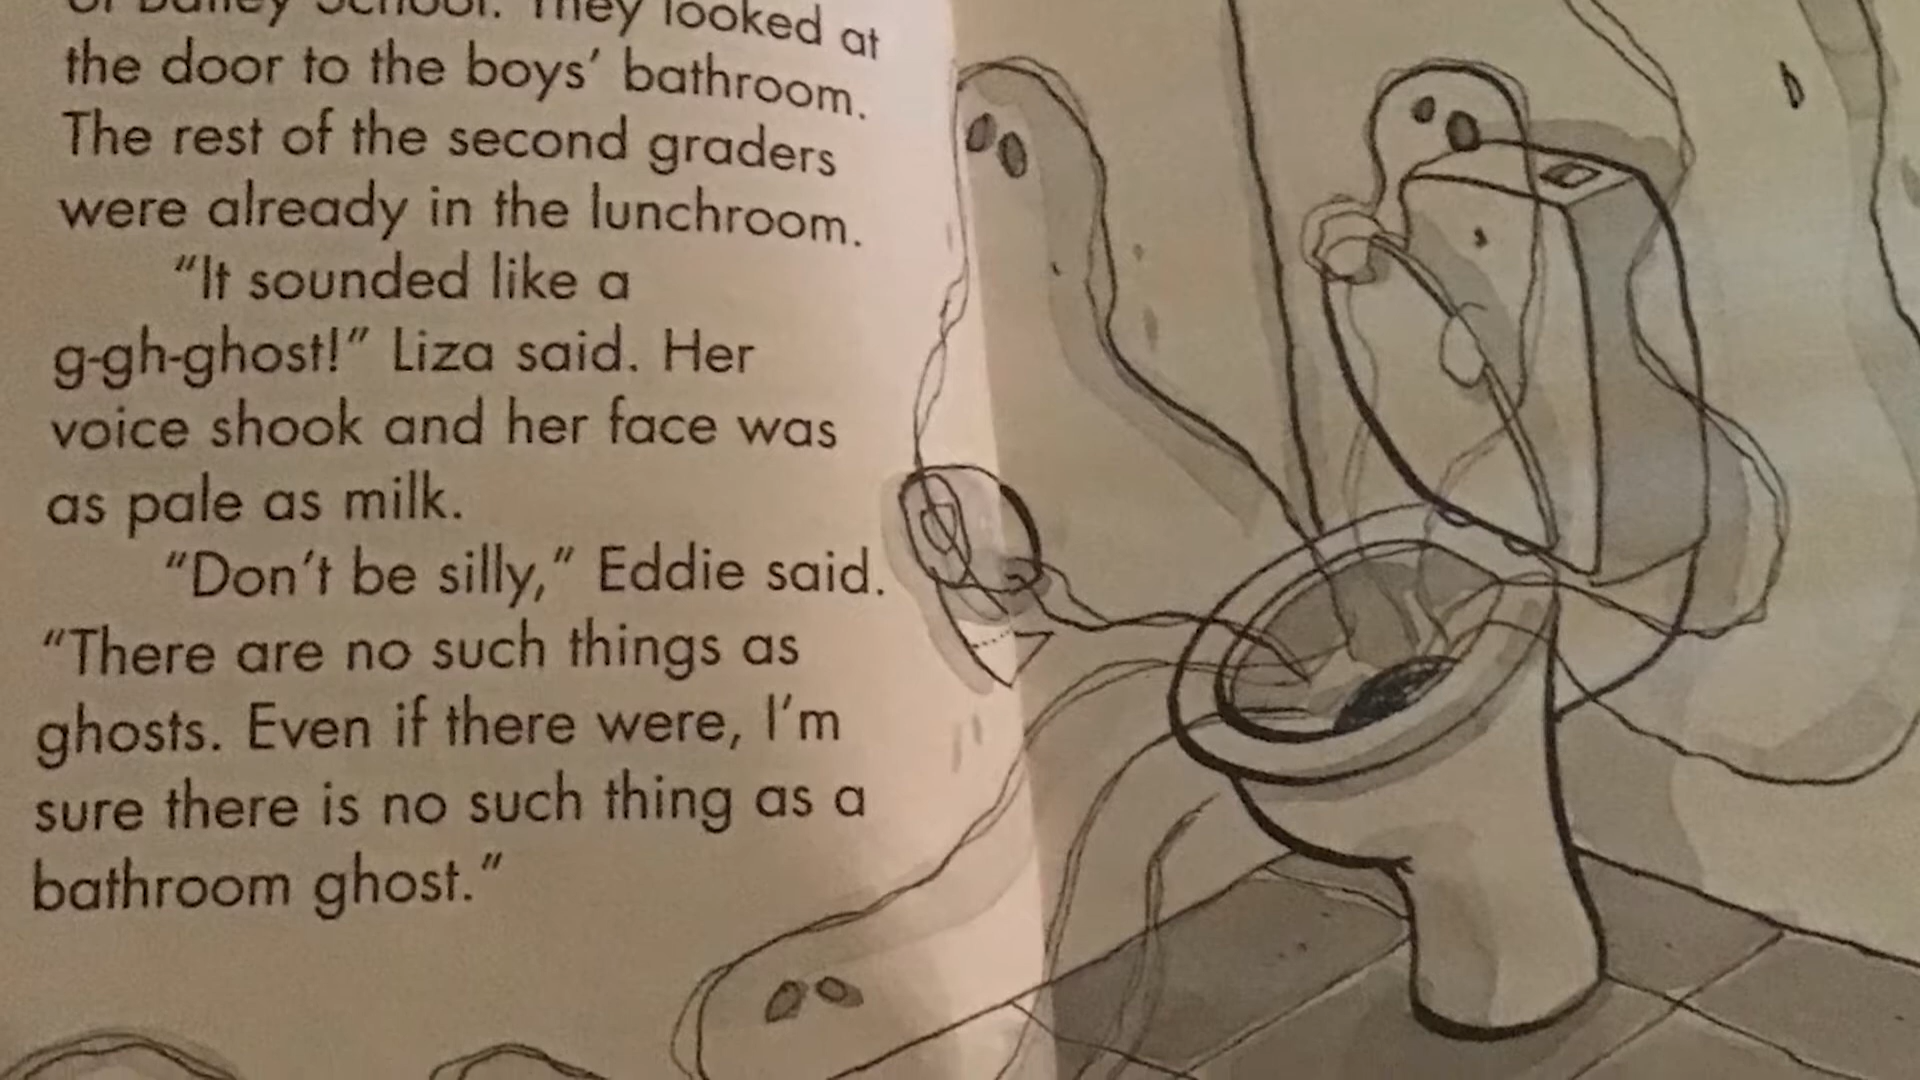 of Bailey School. They looked at
the door to the boys’ bathroom.
The rest of the second graders
were already in the lunchroom.
“It sounded like a
g-gh-ghost!” Liza said. Her
voice shook and her face was
as pale as milk.
“Don’t be silly,” Eddie said.
“There are no such things as
ghosts. Even if there were, I’m
sure there is no such thing as a
bathroom ghost.”